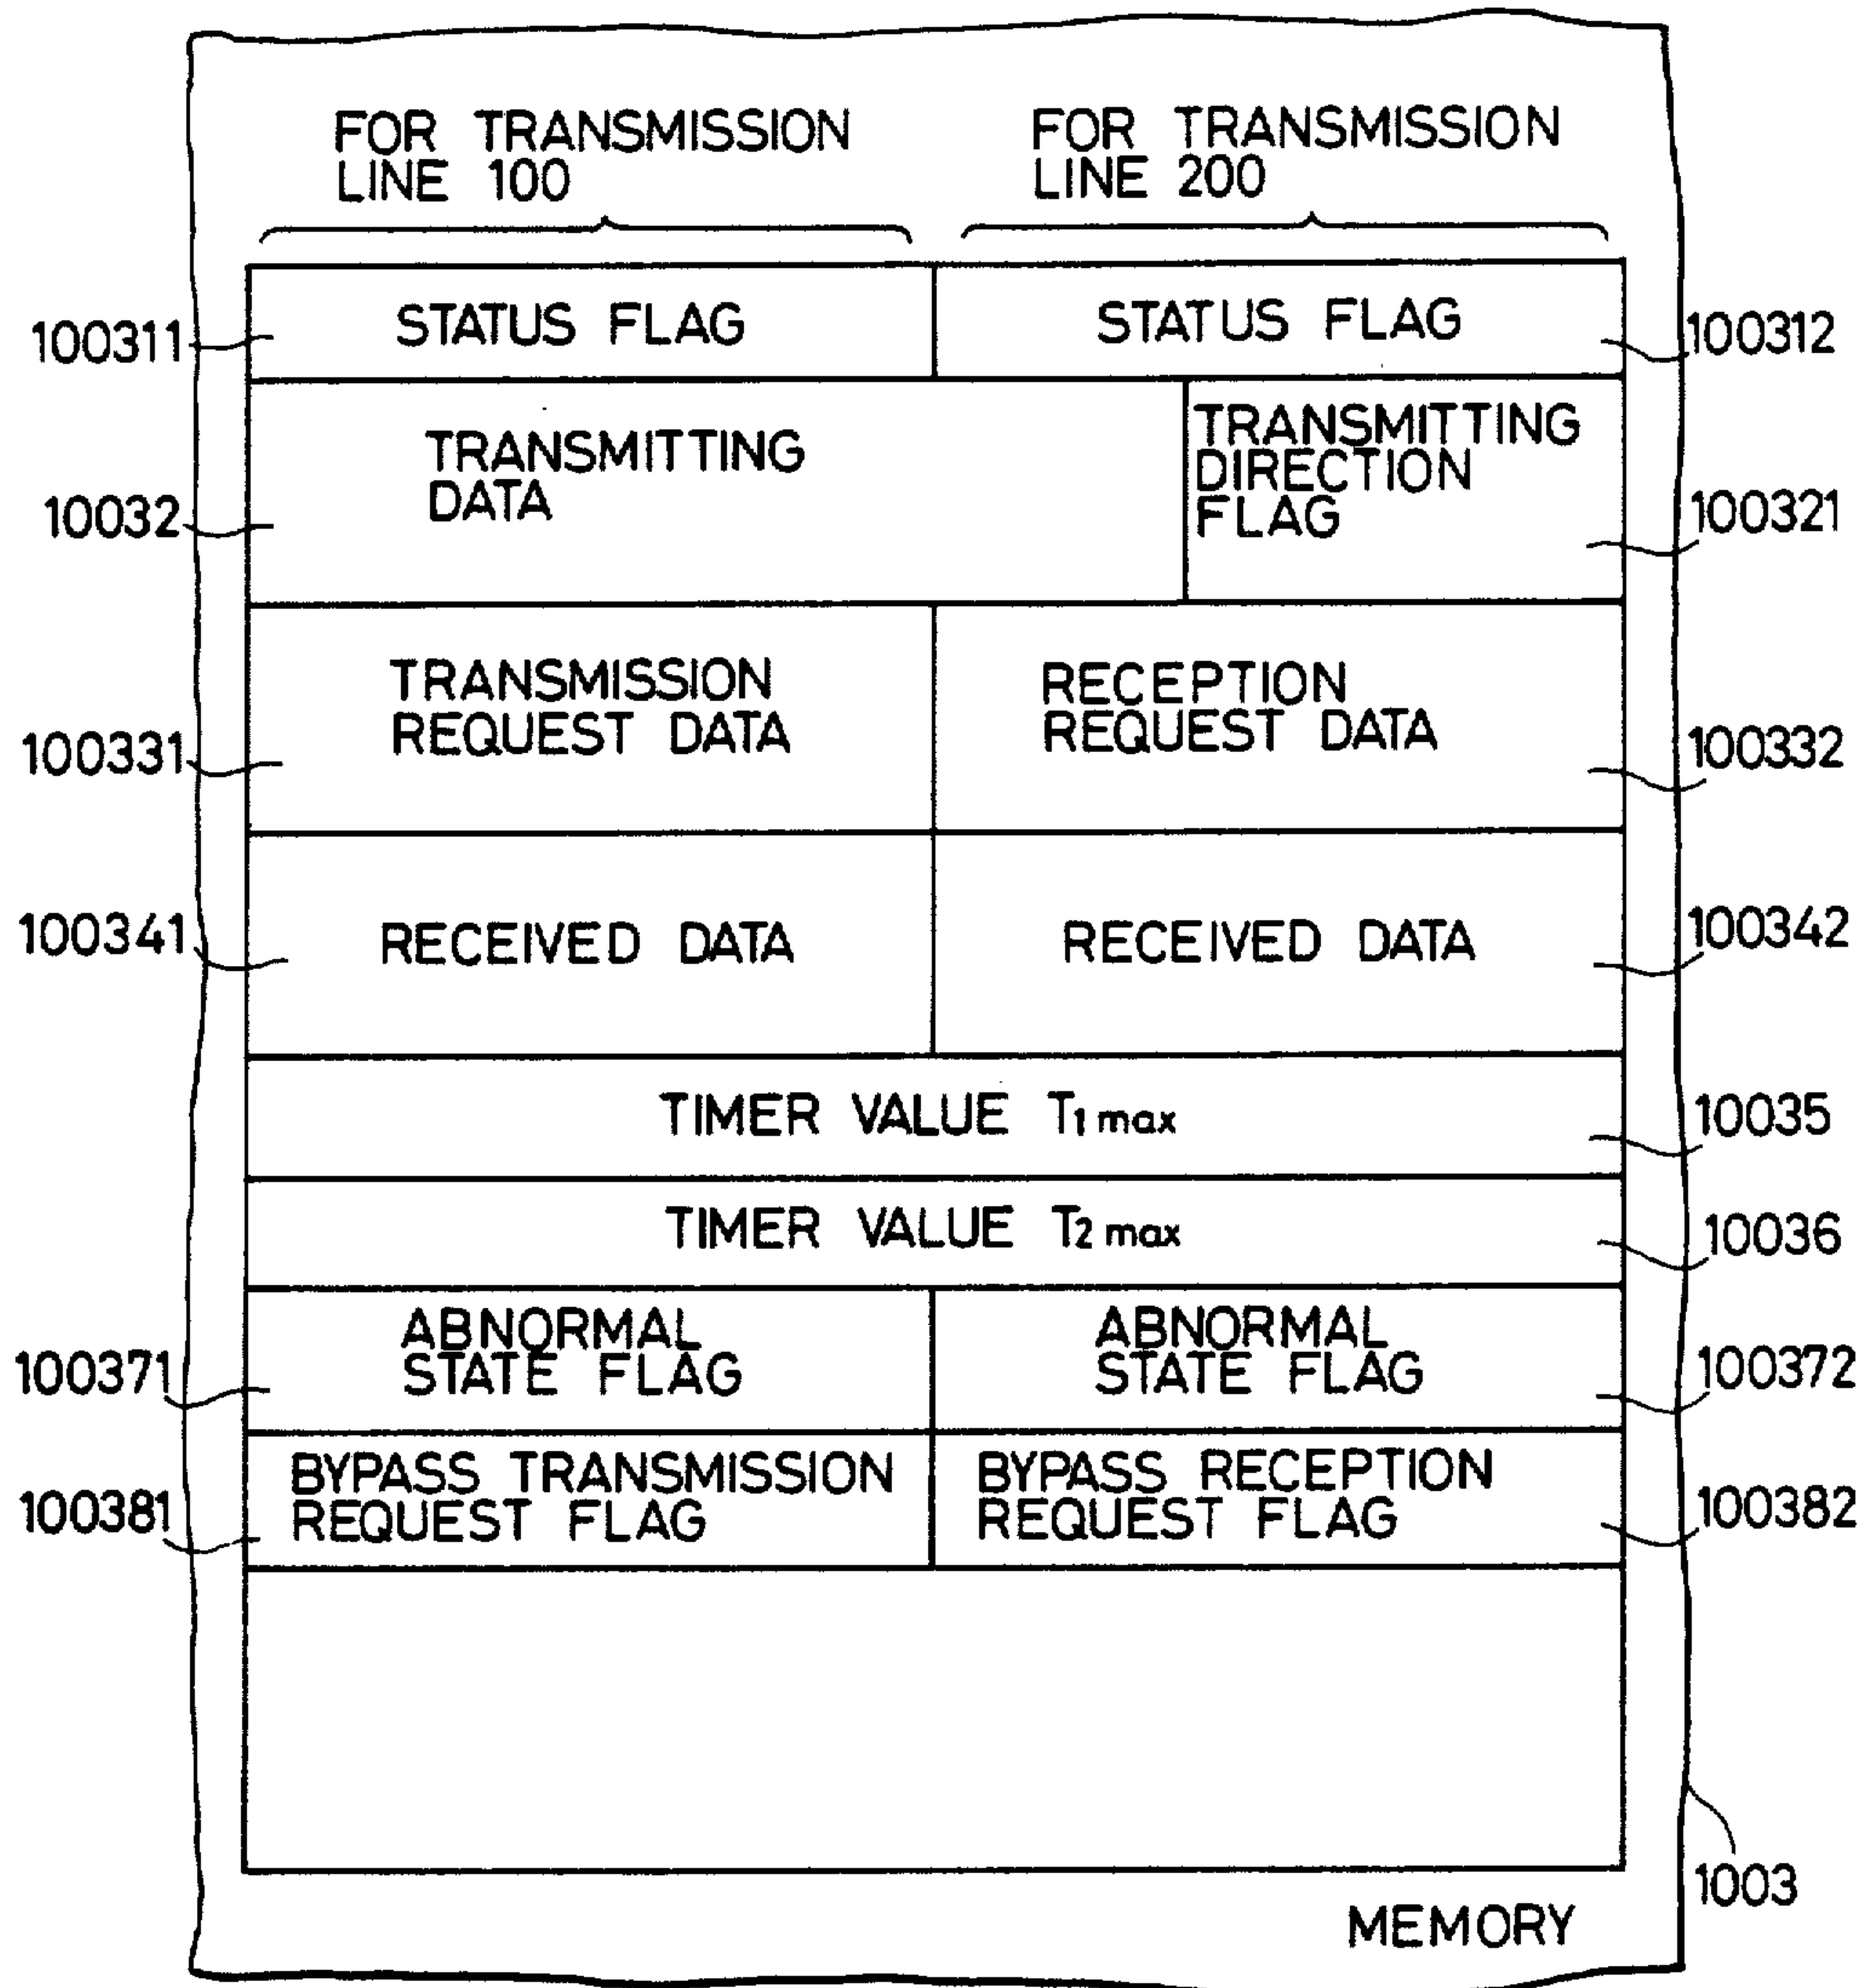 FOR TRANSMISSION
LINE 100
FOR TRANSMISSION
LINE 200
100311
STATUS FLAG
STATUS FLAG
100312
10032
TRANSMITTING
DATA
TRANSMITTING
DIRECTION
FLAG
100321
100331
TRANSMISSION
REQUEST DATA
RECEPTION
REQUEST DATA
100332
100341
RECEIVED DATA
RECEIVED DATA
100342
TIMER VALUE T1 max
10035
TIMER VALUE T2 max
10036
100371
ABNORMAL
STATE FLAG
ABNORMAL
STATE FLAG
100372
100381
BYPASS TRANSMISSION
REQUEST FLAG
BYPASS RECEPTION
REQUEST FLAG
100382
1003
MEMORY